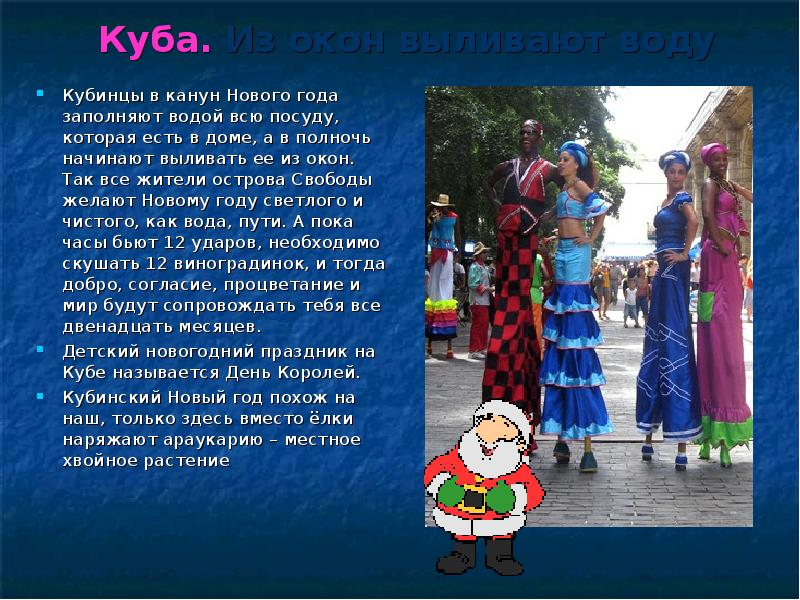 Куба. Из окон выливают воду
Кубинцы в канун Нового года
заполняют водой всю посуду,
которая есть в доме, а в полночь
начинают выливать ее из окон.
Так все жители острова Свободы
желают Новому году светлого и
чистого, как вода, пути. А пока
часы бьют 12 ударов, необходимо
скушать 12 виноградинок, и тогда
добро, согласие, процветание и
мир будут сопровождать тебя все
двенадцать месяцев.
Детский новогодний праздник на
Кубе называется День Королей.
Кубинский Новый год похож на
наш, только здесь вместо ёлки
наряжают араукарию – местное
хвойное растение